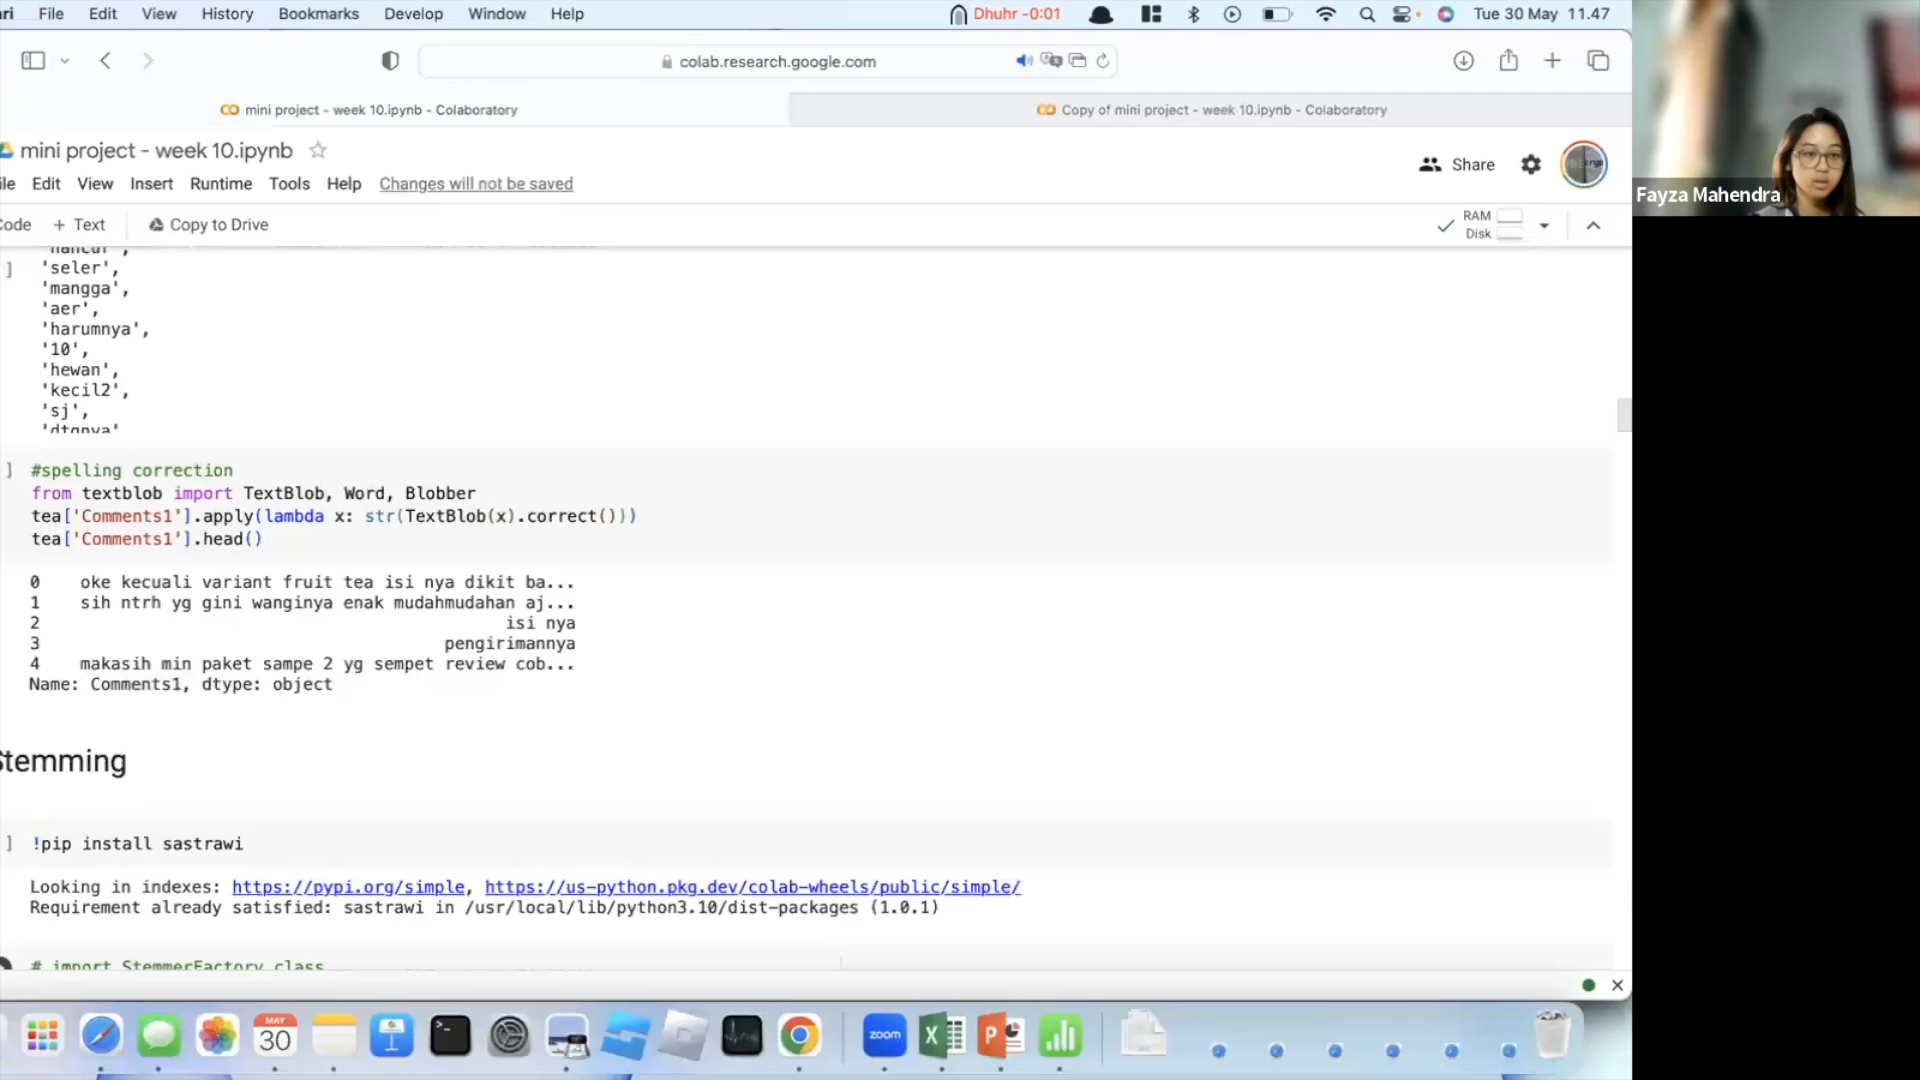 File Edit View History Bookmarks Develop Window Help Dhuhr -0:01 Tue 30 May 11.47
colab.research.google.com
mini project - week 10.ipynb - Colaboratory
Copy of mini project - week 10.ipynb - Colaboratory
mini project - week 10.ipynb
Share
Edit View Insert Runtime Tools Help Changes will not be saved
+ Text Copy to Drive
RAM
Disk
Fayza Mahendra
'seler',
'mangga',
'aer',
'harumnya',
'10',
'hewan',
'kecil2',
'sj',
'dtgnya'
] #spelling correction
from textblob import TextBlob, Word, Blobber
tea['Comments1'].apply(lambda x: str(TextBlob(x).correct()))
tea['Comments1'].head()
0 oke kecuali variant fruit tea isi nya dikit ba...
1 sih ntrh yg gini wanginya enak mudahmudahan aj...
2 isi nya
3 pengirimannya
4 makasih min paket sampe 2 yg sempet review cob...
Name: Comments1, dtype: object
Stemming
] !pip install sastrawi
Looking in indexes: https://pypi.org/simple, https://us-python.pkg.dev/colab-wheels/public/simple/
Requirement already satisfied: sastrawi in /usr/local/lib/python3.10/dist-packages (1.0.1)
# import StemmerFactory class
MAY
30
zoom